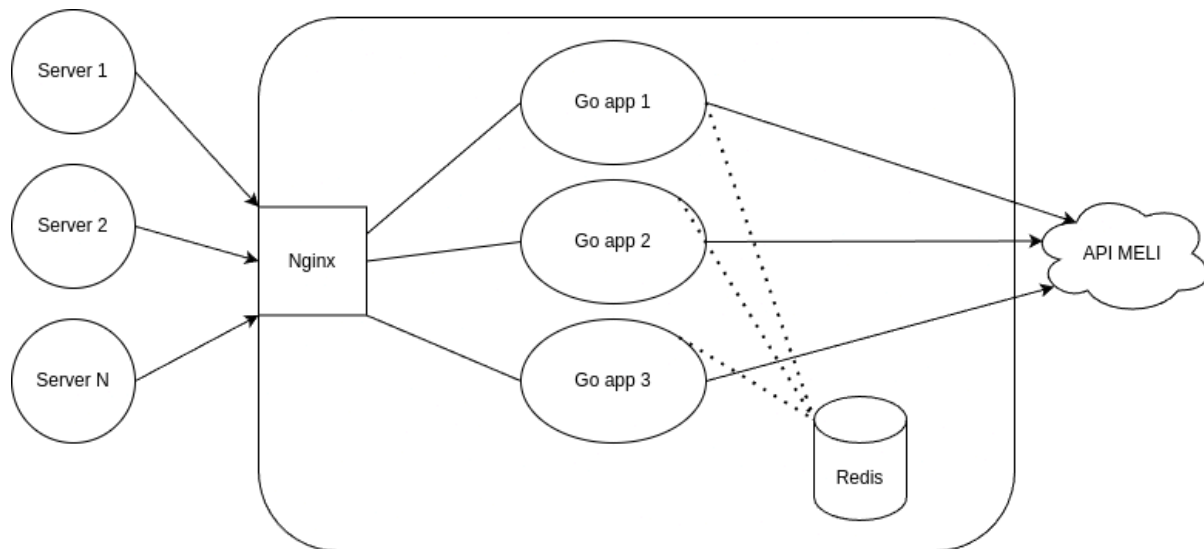 Server 1
Server 2
Server N
Nginx
Go app 1
Go app 2
Go app 3
Redis
API MELI